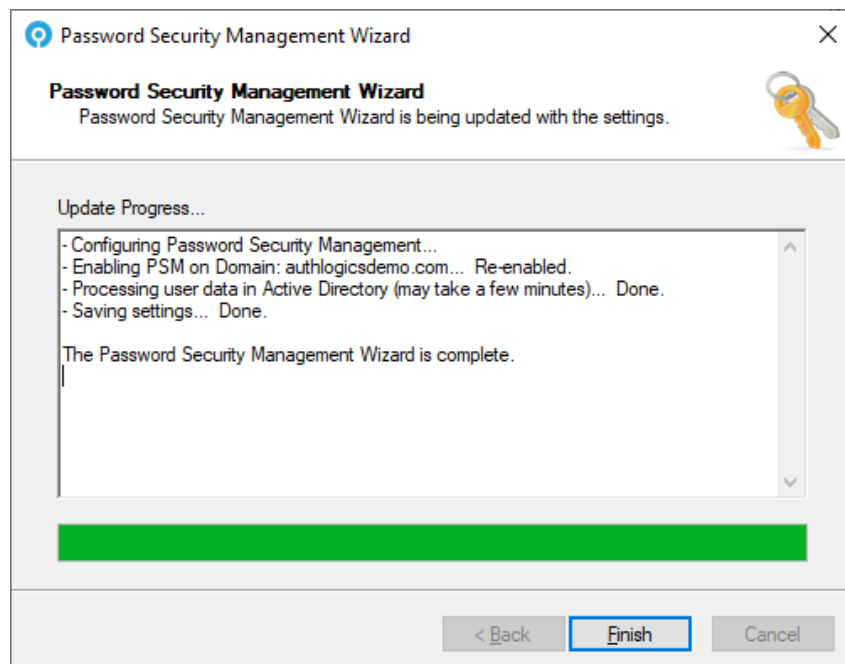 Password Security Management Wizard
Password Security Management Wizard
Password Security Management Wizard is being updated with the settings.
Update Progress...
- Configuring Password Security Management...
- Enabling PSM on Domain: authlogicsdemo.com... Re-enabled.
- Processing user data in Active Directory (may take a few minutes)... Done.
- Saving settings... Done.
The Password Security Management Wizard is complete.
< Back
Finish
Cancel